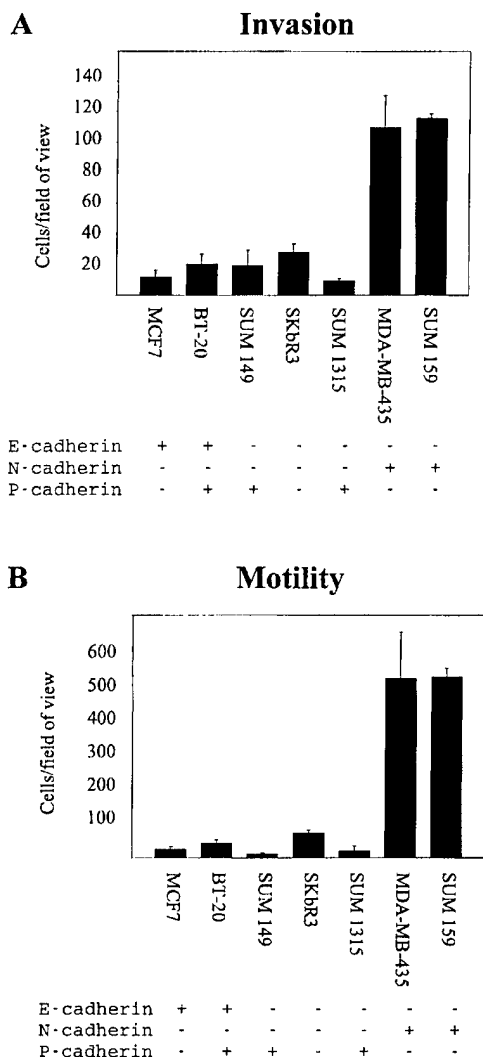 A Invasion
140
120
100
80
60
40
20
Cells/field of view
MCF7
BT-20
SUM 149
SKbR3
SUM 1315
MDA-MB-435
SUM 159
E-cadherin + + - - - - -
N-cadherin - - - - - + +
P-cadherin - + + - + - -
B Motility
600
500
400
300
200
100
Cells/field of view
MCF7
BT-20
SUM 149
SKbR3
SUM 1315
MDA-MB-435
SUM 159
E-cadherin + + - - - - -
N-cadherin - - - - - + +
P-cadherin - + + - + - -